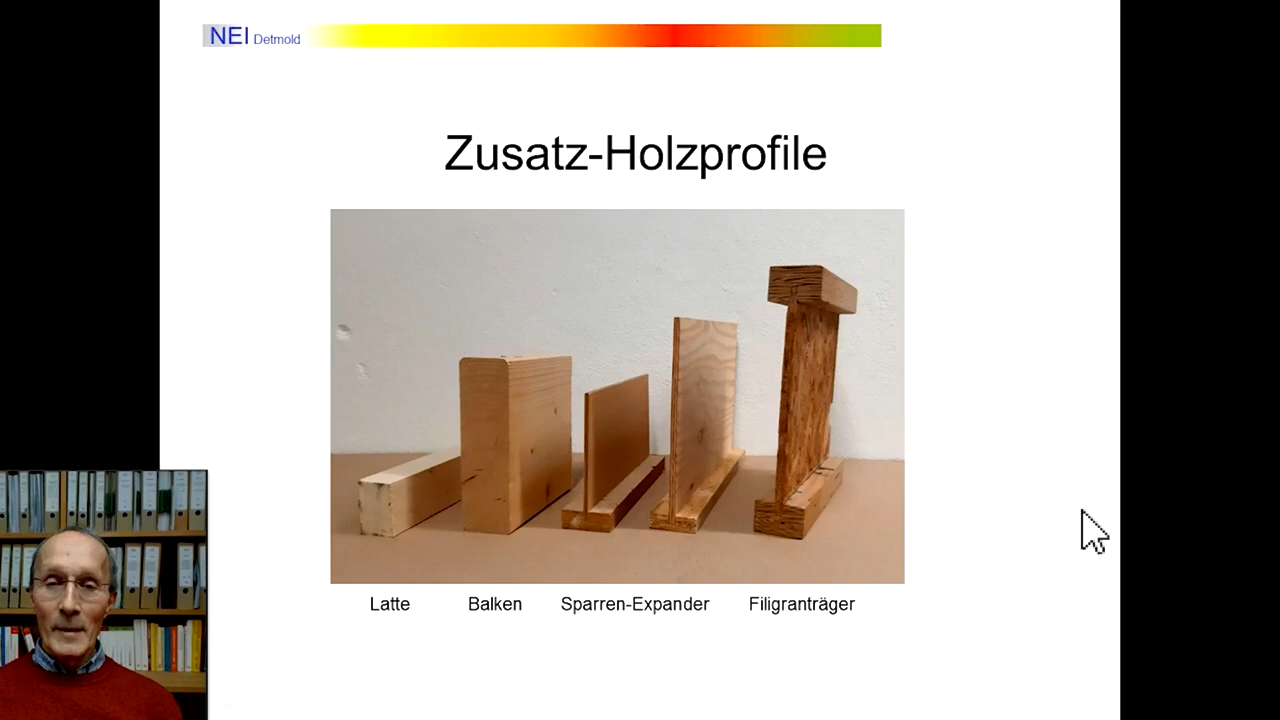 NEI Detmold
Zusatz-Holzprofile
Latte Balken Sparren-Expander Filigranträger